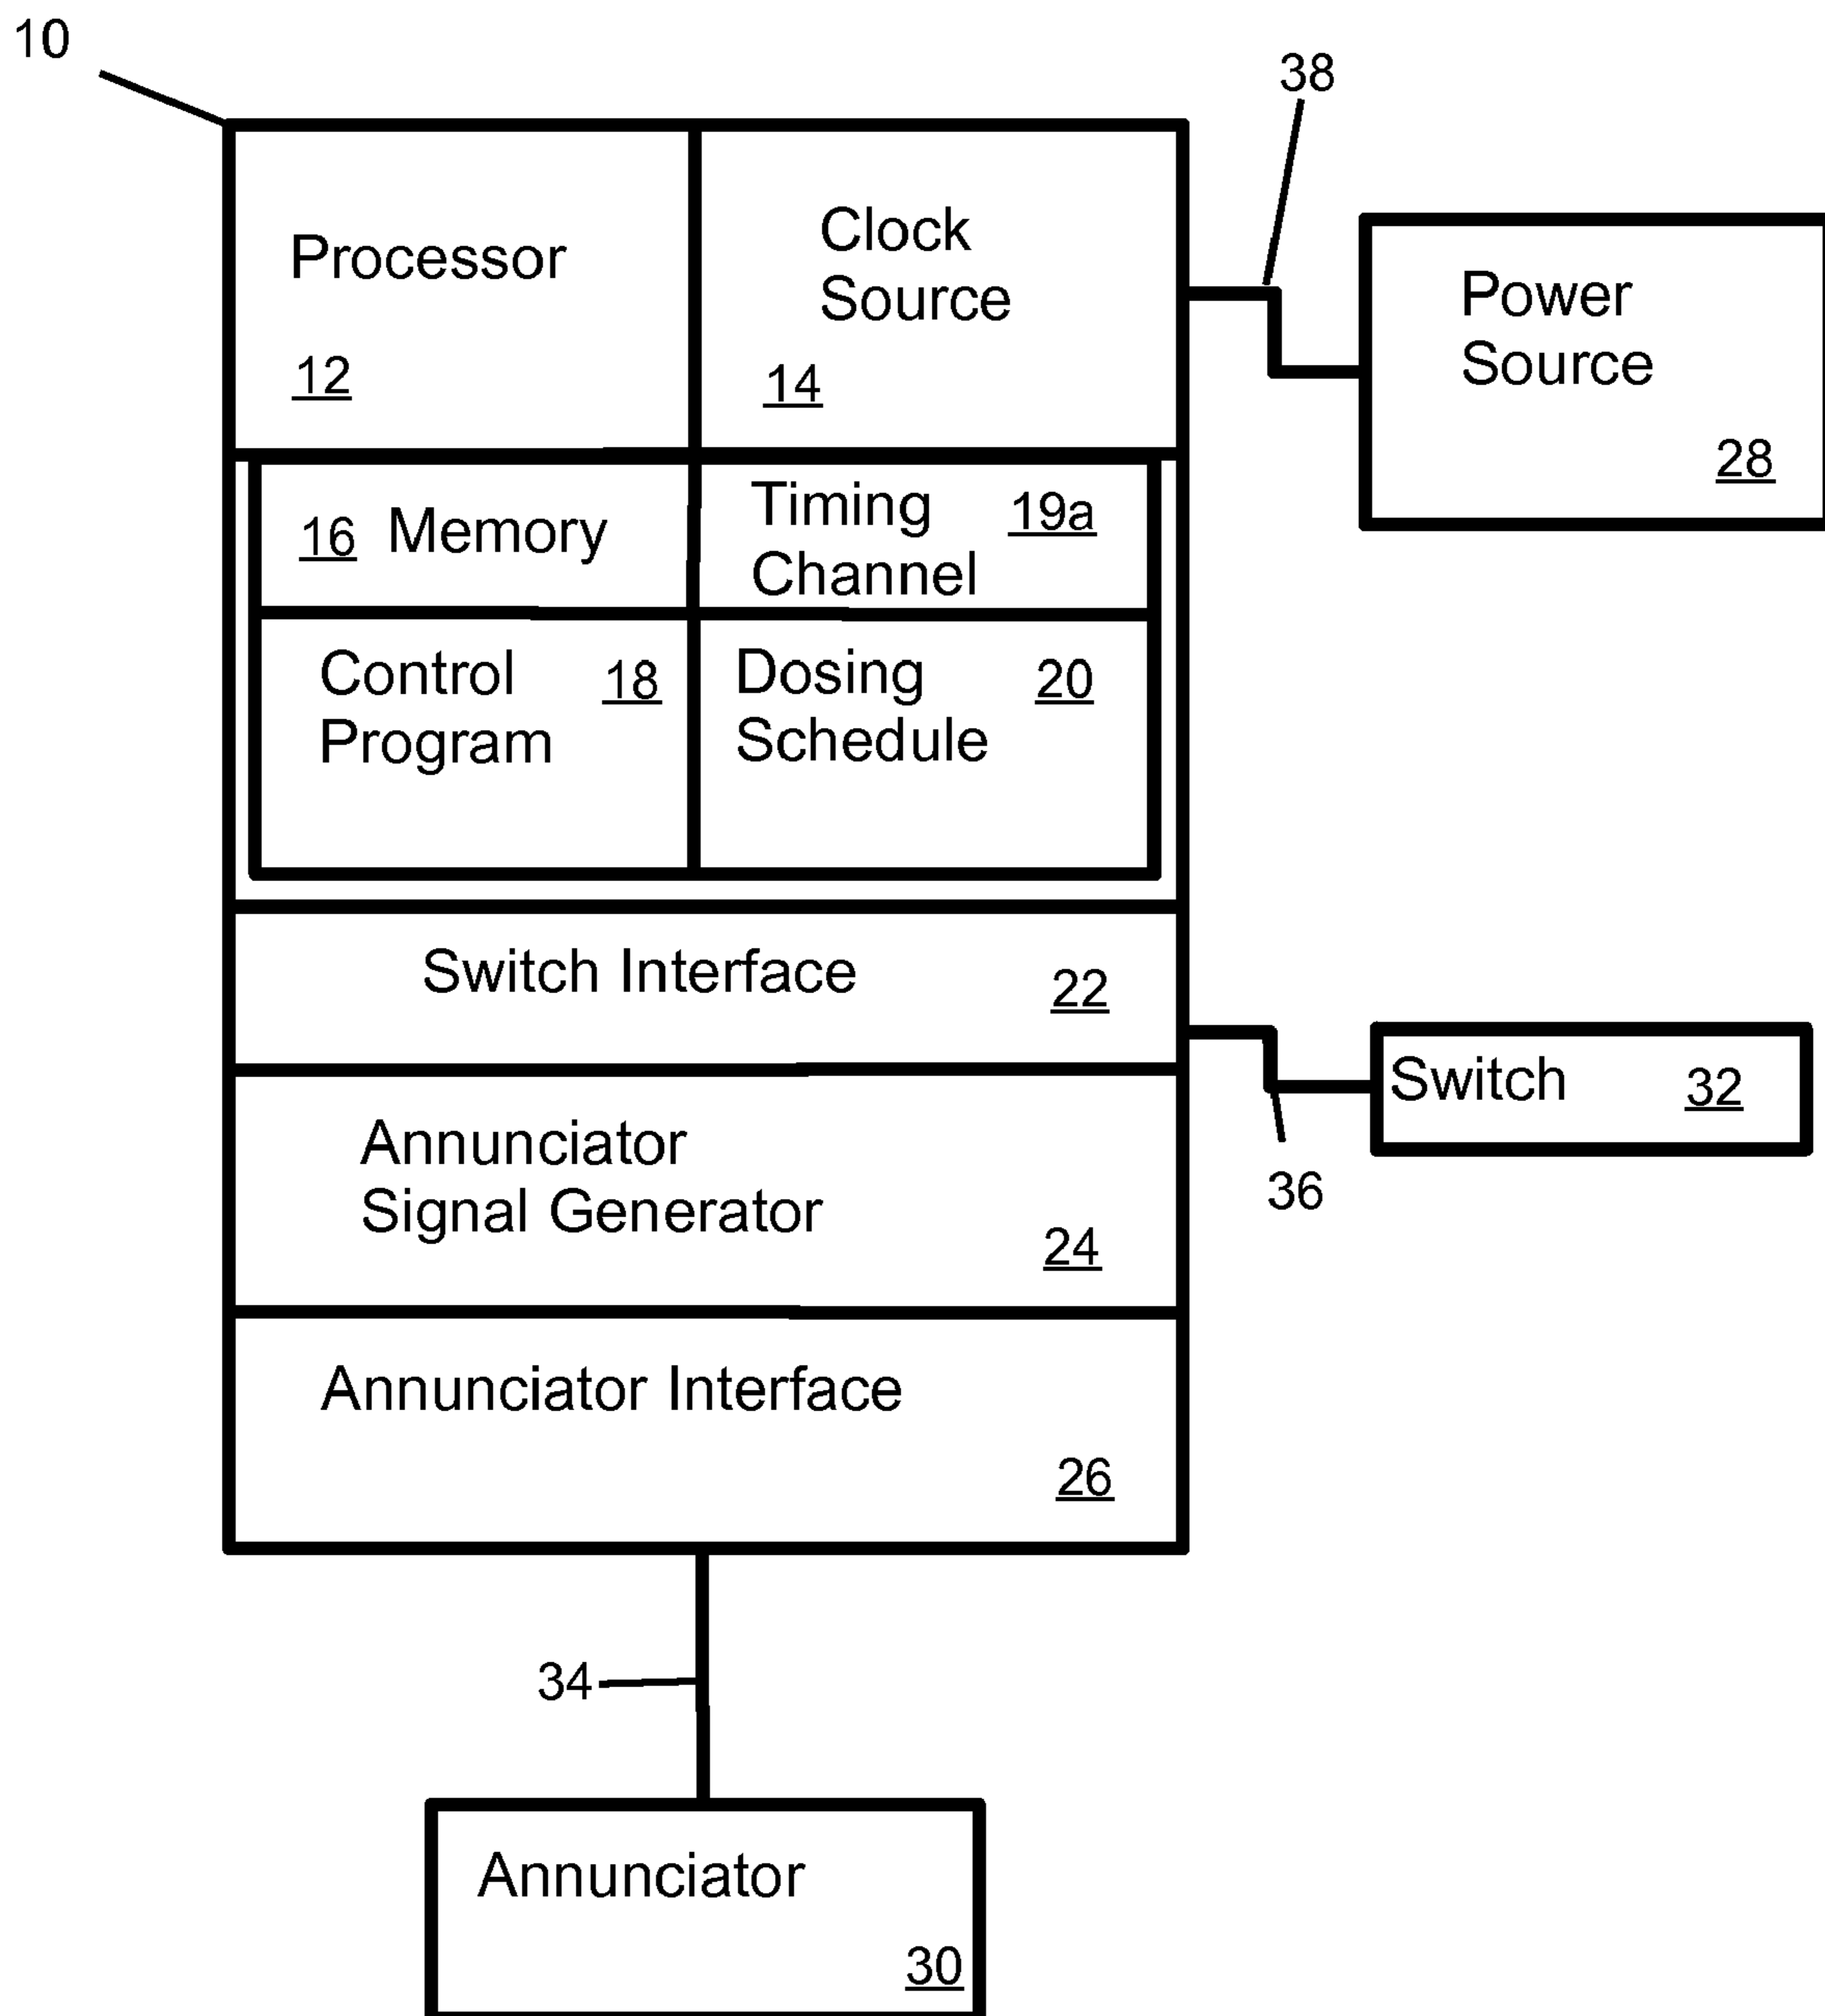 10
38
Processor
12
Clock
Source
14
Power
Source
28
16 Memory
Timing
Channel
19a
Control
Program
18
Dosing
Schedule
20
Switch Interface
22
Switch 32
36
Annunciator
Signal Generator
24
Annunciator Interface
26
34
Annunciator
30